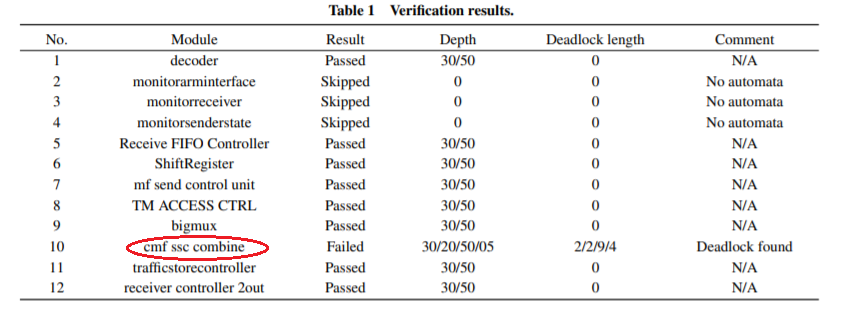 Table 1 Verification results.
No. Module Result Depth Deadlock length Comment
1 decoder Passed 30/50 0 N/A
2 monitorarminterface Skipped 0 0 No automata
3 monitorreceiver Skipped 0 0 No automata
4 monitorsenderstate Skipped 0 0 No automata
5 Receive FIFO Controller Passed 30/50 0 N/A
6 ShiftRegister Passed 30/50 0 N/A
7 mf send control unit Passed 30/50 0 N/A
8 TM ACCESS CTRL Passed 30/50 0 N/A
9 bigmux Passed 30/50 0 N/A
10 cmf ssc combine Failed 30/20/50/05 2/2/9/4 Deadlock found
11 trafficstorecontroller Passed 30/50 0 N/A
12 receiver controller 2out Passed 30/50 0 N/A